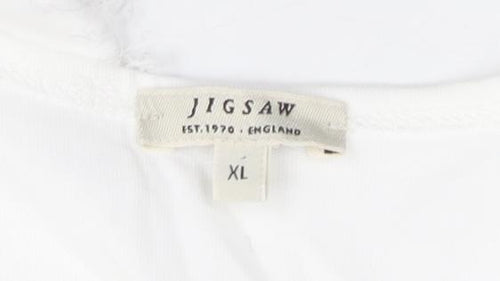 JIGSAW
EST.1970 • ENGLAND
XL